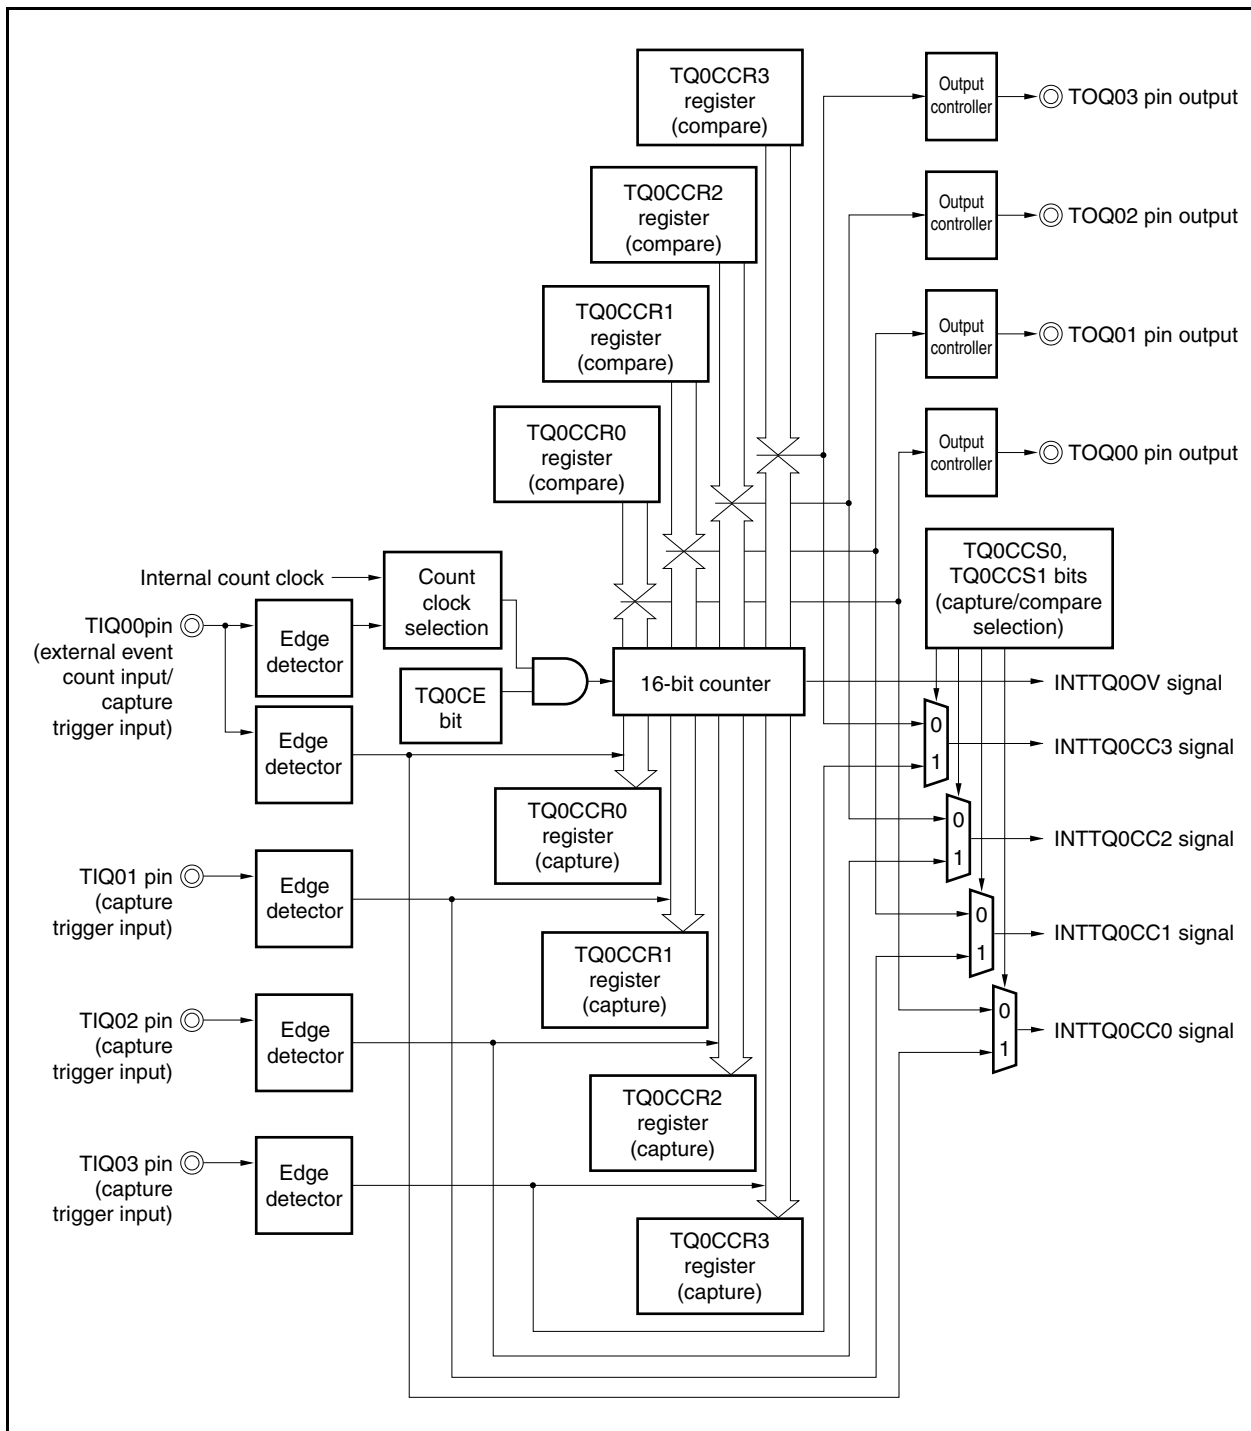 TQ0CCR3
register
(compare)
Output
controller
TOQ03 pin output
TQ0CCR2
register
(compare)
Output
controller
TOQ02 pin output
TQ0CCR1
register
(compare)
Output
controller
TOQ01 pin output
TQ0CCR0
register
(compare)
Output
controller
TOQ00 pin output
TQ0CCS0,
TQ0CCS1 bits
(capture/compare
selection)
Internal count clock
Count
clock
selection
TIQ00pin
(external event
count input/
capture
trigger input)
Edge
detector
Edge
detector
TQ0CE
bit
16-bit counter
INTTQ0OV signal
0
1
INTTQ0CC3 signal
TQ0CCR0
register
(capture)
0
1
INTTQ0CC2 signal
TIQ01 pin
(capture
trigger input)
Edge
detector
TQ0CCR1
register
(capture)
0
1
INTTQ0CC1 signal
TIQ02 pin
(capture
trigger input)
Edge
detector
0
1
INTTQ0CC0 signal
TQ0CCR2
register
(capture)
TIQ03 pin
(capture
trigger input)
Edge
detector
TQ0CCR3
register
(capture)